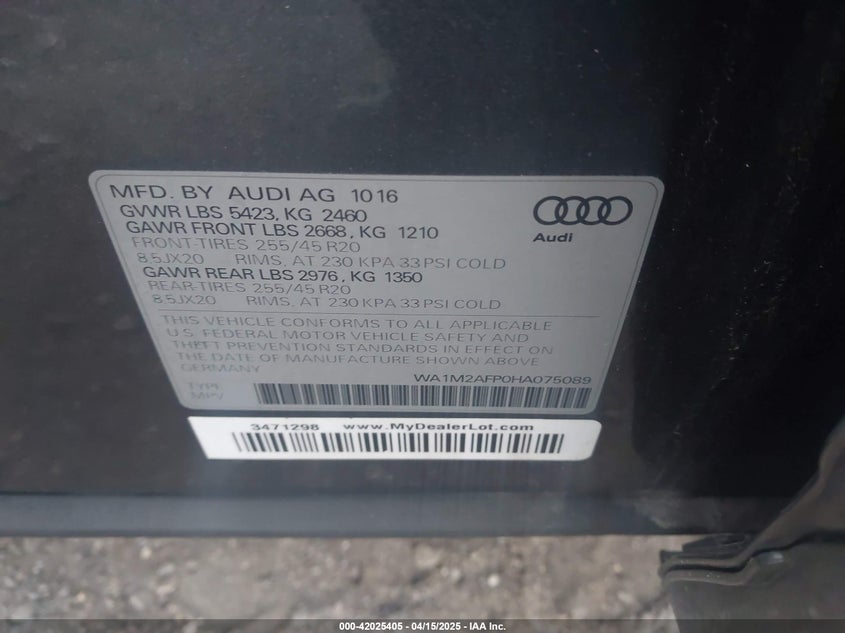 MFD. BY AUDI AG 10 16
GVWR LBS 5423, KG 2460
GAWR FRONT LBS 2668, KG 1210
FRONT-TIRES 255/45 R20
8.5JX20 RIMS, AT 230 KPA 33 PSI COLD
GAWR REAR LBS 2976, KG 1350
REAR-TIRES 255/45 R20
8.5JX20 RIMS, AT 230 KPA 33 PSI COLD
Audi
THIS VEHICLE CONFORMS TO ALL APPLICABLE
U.S. FEDERAL MOTOR VEHICLE SAFETY AND
THEFT PREVENTION STANDARDS IN EFFECT ON
THE DATE OF MANUFACTURE SHOWN ABOVE
GERMANY
WA1M2AFP0HA075089
TYPE:
MPV
3471298 www.MyDealerLot.com
000-42025405 - 04/15/2025 - IAA Inc.